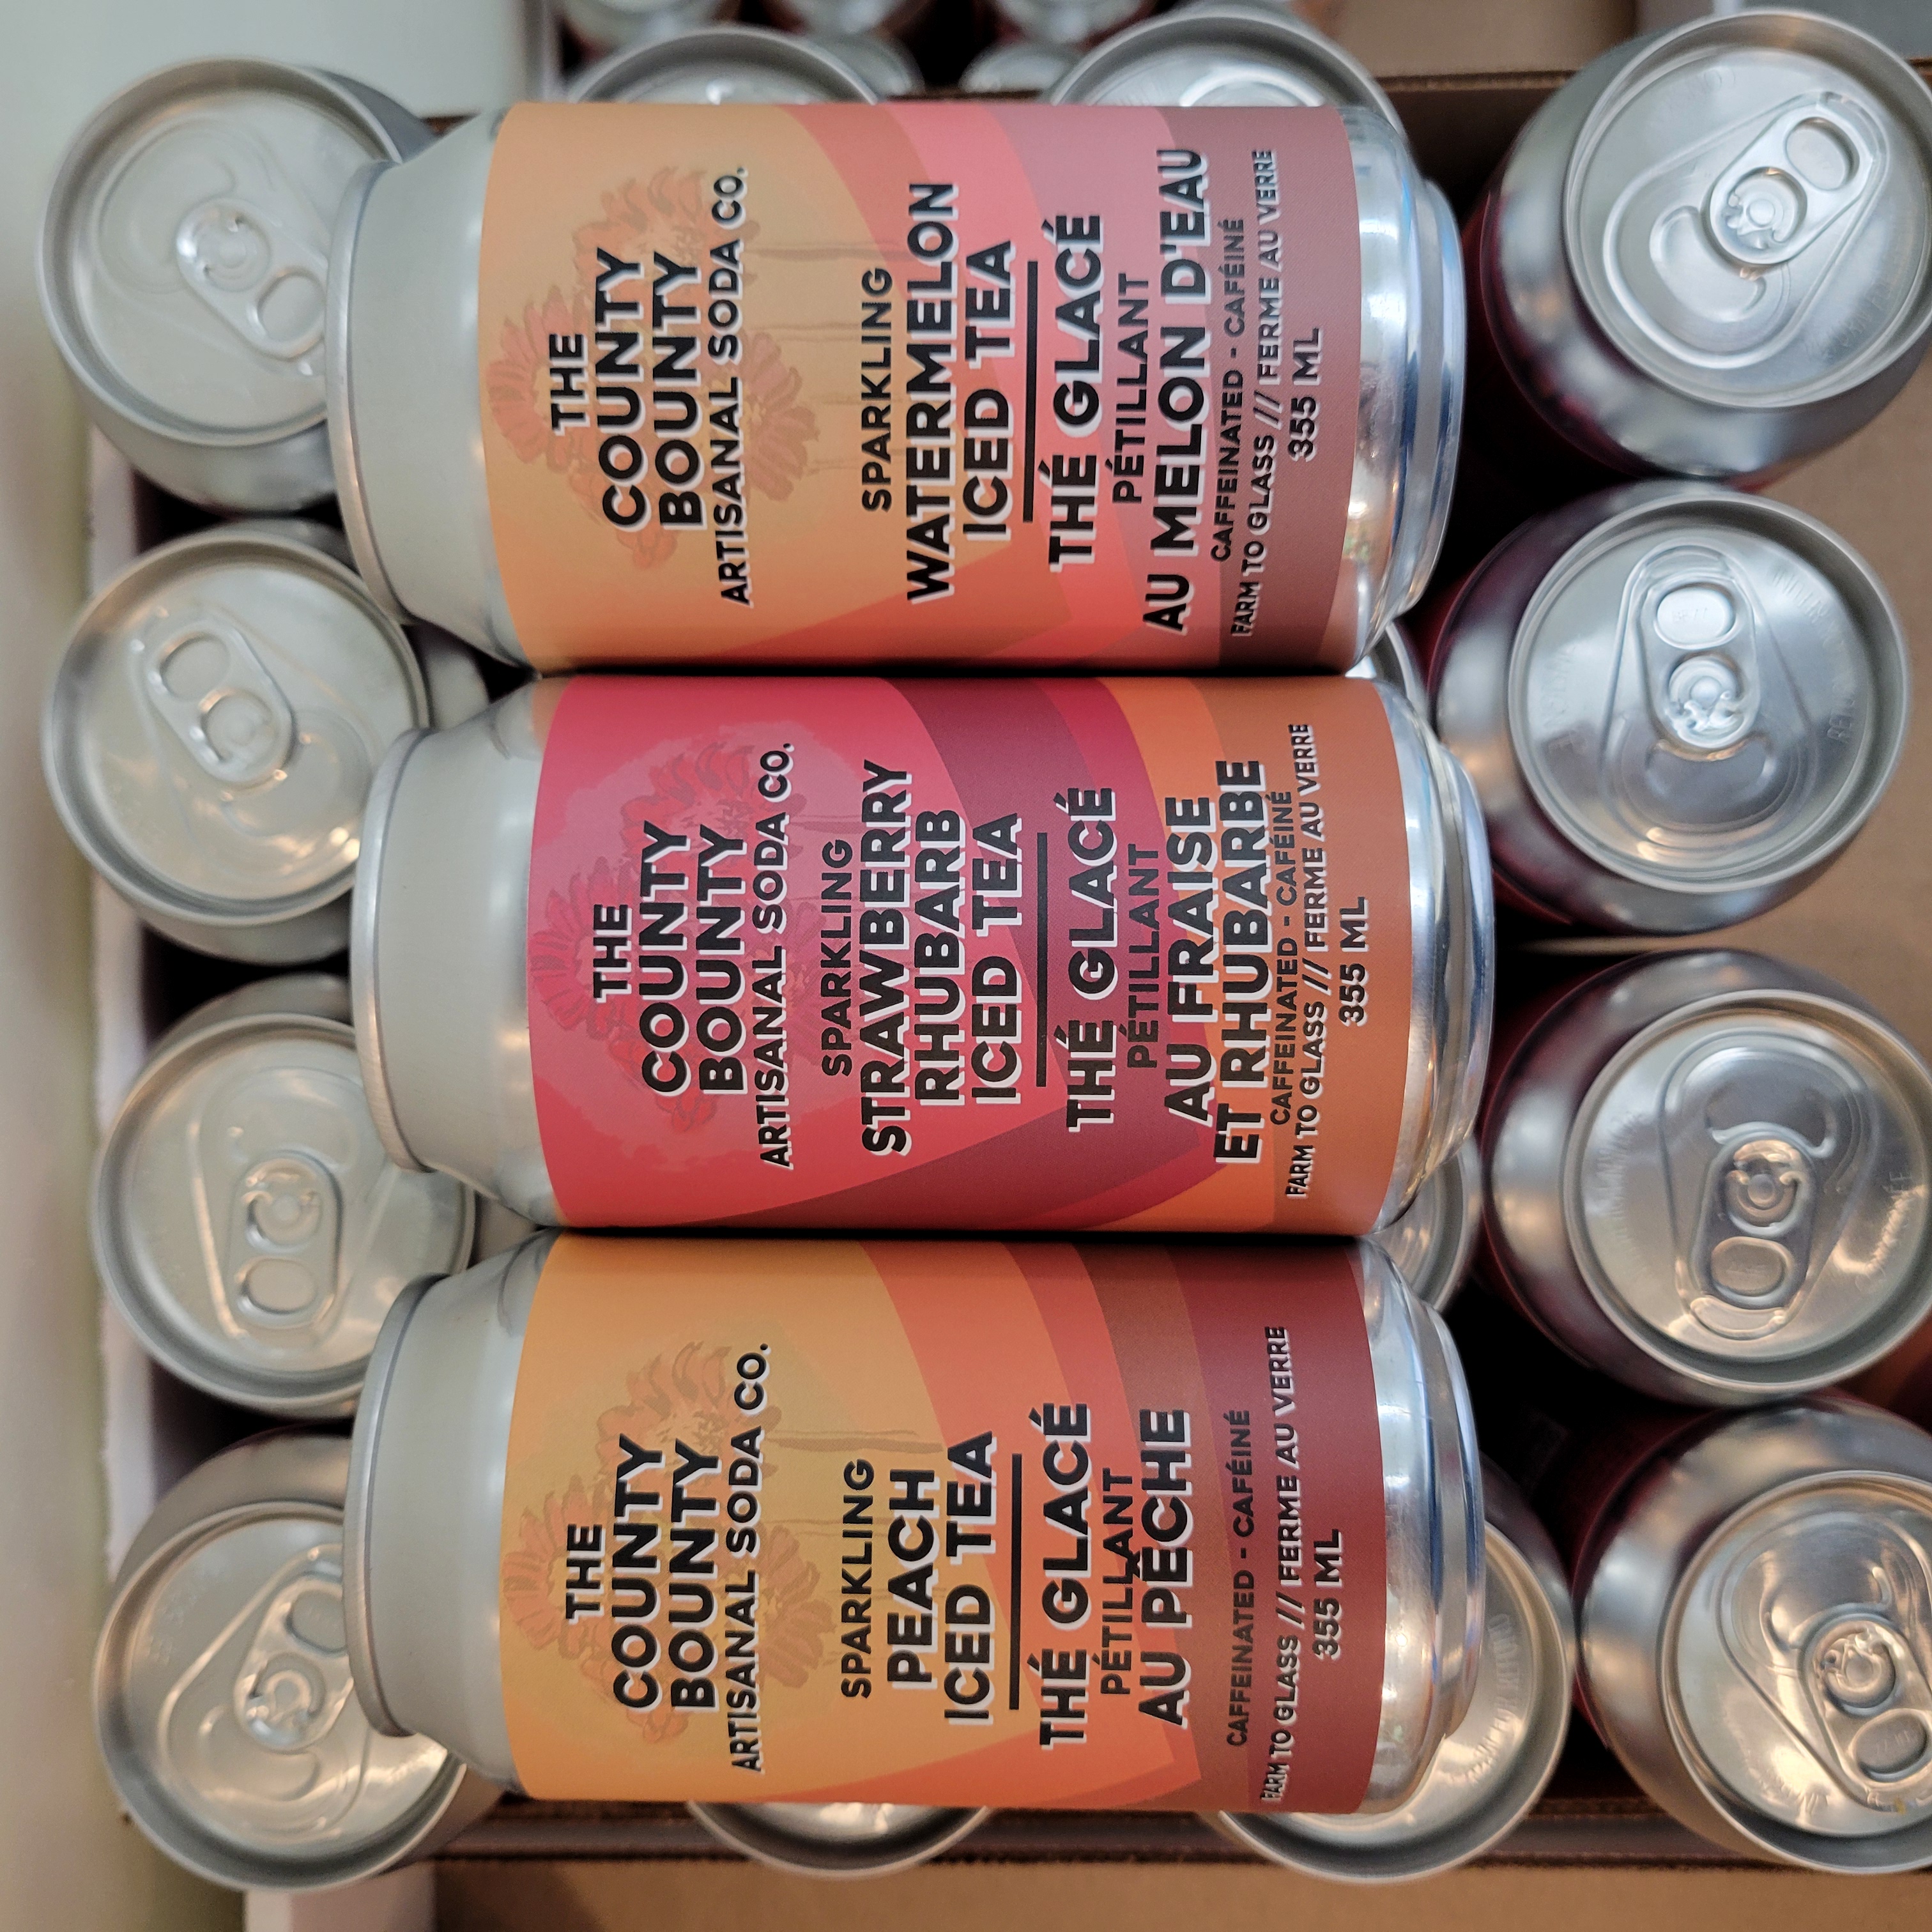 THE
COUNTY
BOUNTY
ARTISANAL SODA CO.
SPARKLING
WATERMELON
ICED TEA
THÉ GLACÉ
PÉTILLANT
AU MELON D'EAU
CAFFEINATED - CAFÉINÉ
FARM TO GLASS /// FERME AU VERRE
355 ML
THE
COUNTY
BOUNTY
ARTISANAL SODA CO.
SPARKLING
STRAWBERRY
RHUBARB
ICED TEA
THÉ GLACÉ
PÉTILLANT
AU FRAISE
ET RHUBARBE
CAFFEINATED - CAFÉINÉ
FARM TO GLASS /// FERME AU VERRE
355 ML
THE
COUNTY
BOUNTY
ARTISANAL SODA CO.
SPARKLING
PEACH
ICED TEA
THÉ GLACÉ
PÉTILLANT
AU PÊCHE
CAFFEINATED - CAFÉINÉ
FARM TO GLASS /// FERME AU VERRE
355 ML